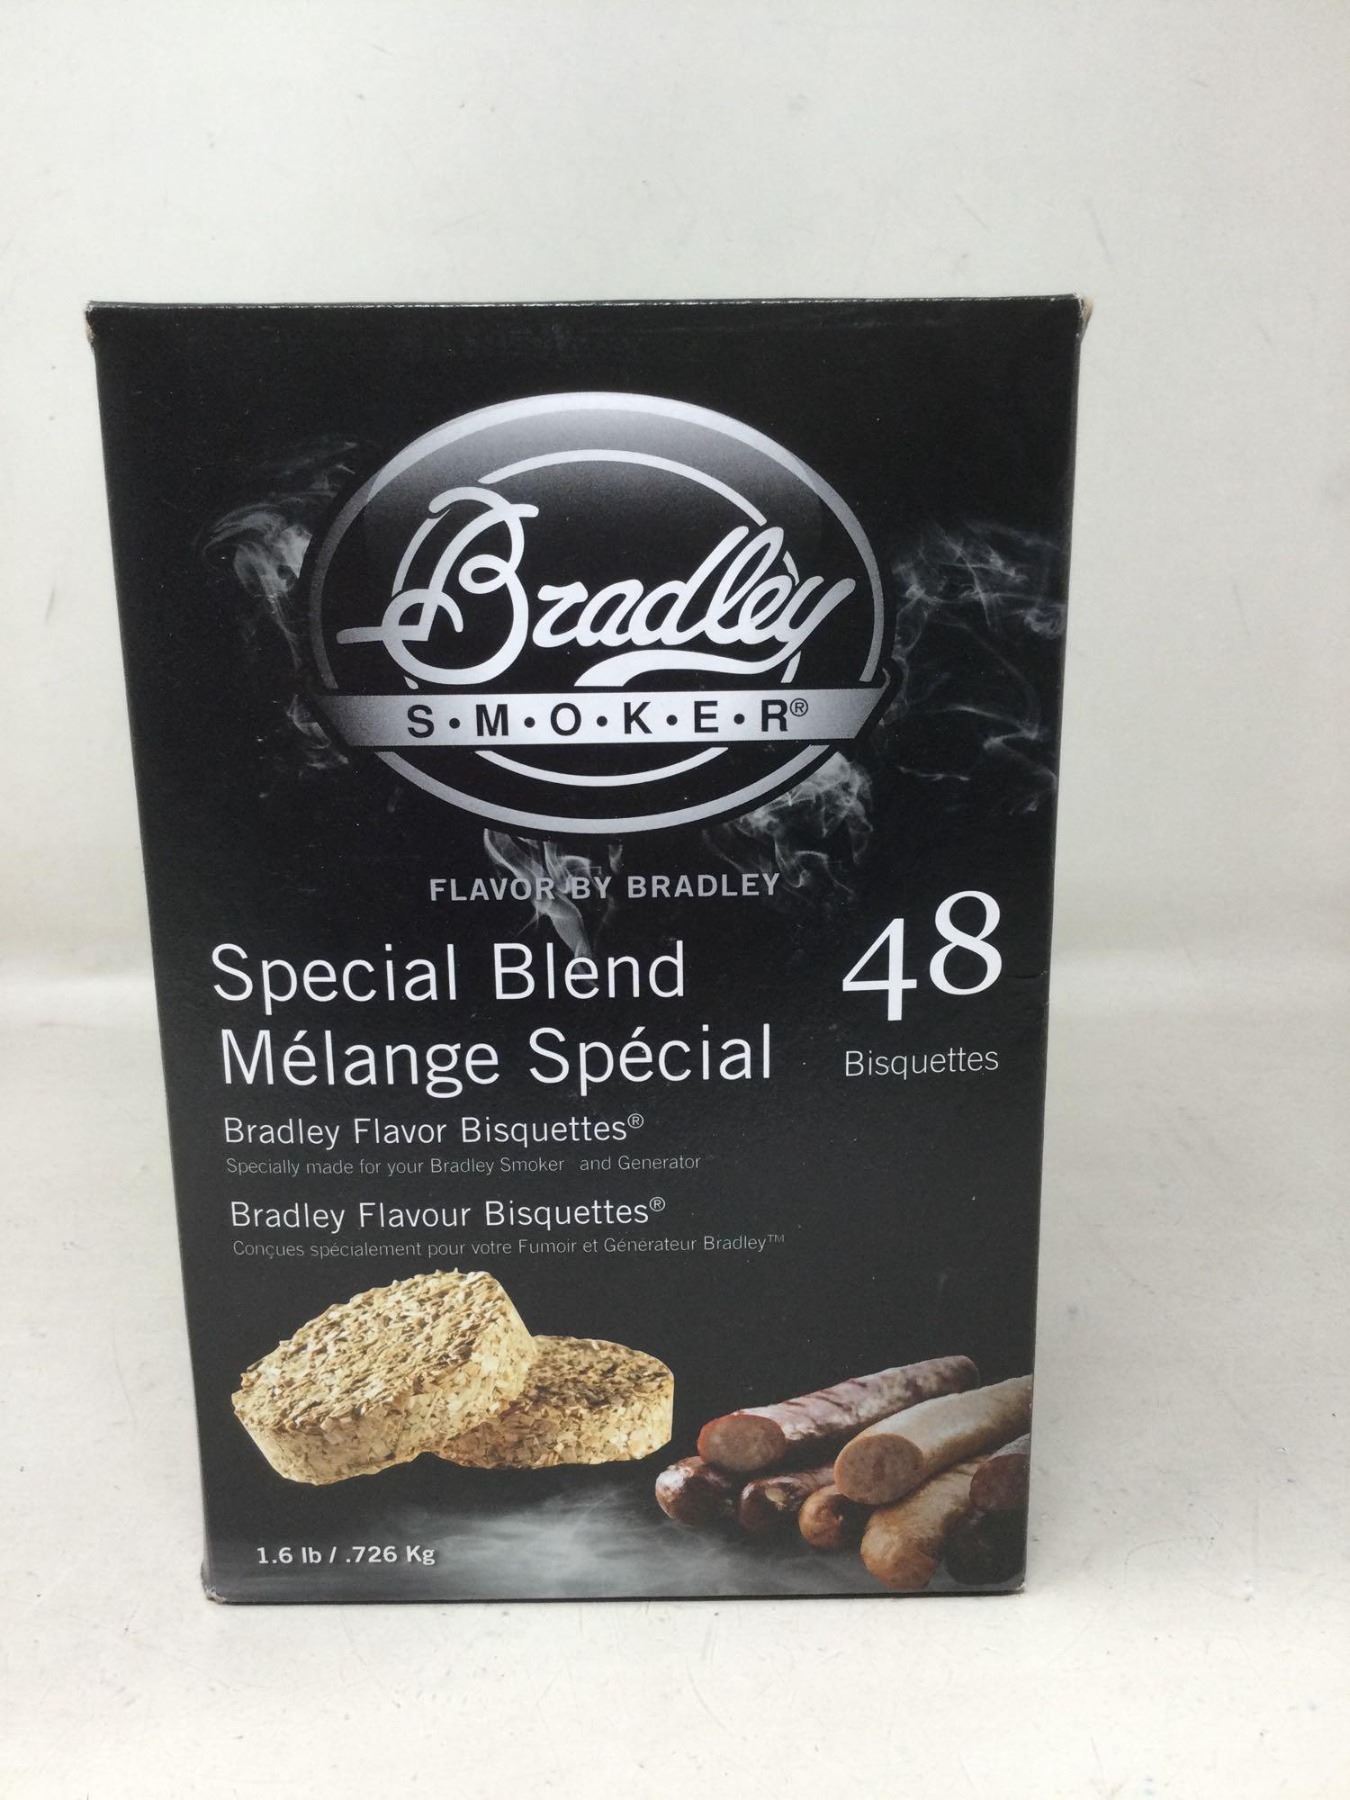 Bradley
S•M•O•K•E•R®
FLAVOR BY BRADLEY
Special Blend
Mélange Spécial
48
Bisquettes
Bradley Flavor Bisquettes®
Specially made for your Bradley Smoker and Generator
Bradley Flavour Bisquettes®
Conçues spécialement pour votre Fumoir et Générateur Bradley™
1.6 lb / .726 Kg